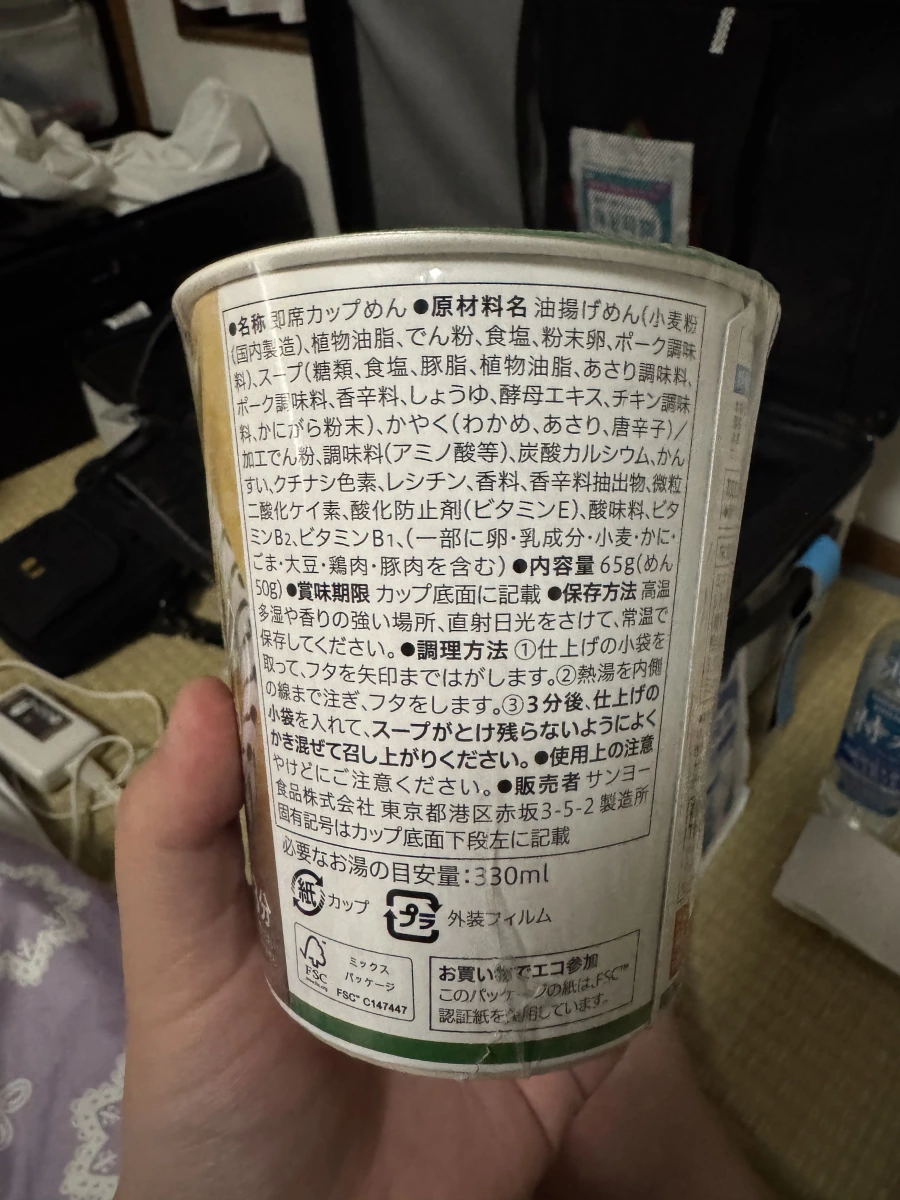 ●名称 即席カップめん ●原材料名 油揚げめん(小麦粉
(国内製造)、植物油脂、でん粉、食塩、粉末卵、ポーク調味
料)、スープ(糖類、食塩、豚脂、植物油脂、あさり調味料、
ポーク調味料、香辛料、しょうゆ、酵母エキス、チキン調味
料、かにがら粉末)、かやく(わかめ、あさり、唐辛子)/
加工でん粉、調味料(アミノ酸等)、炭酸カルシウム、かん
すい、クチナシ色素、レシチン、香料、香辛料抽出物、微粒
二酸化ケイ素、酸化防止剤(ビタミンE)、酸味料、ビタ
ミンB2、ビタミンB1、(一部に卵・乳成分・小麦・かに・
ごま・大豆・鶏肉・豚肉を含む) ●内容量 65g(めん
50g) ●賞味期限 カップ底面に記載 ●保存方法 高温
多湿や香りの強い場所、直射日光をさけて、常温で
保存してください。 ●調理方法 ①仕上げの小袋を
取って、フタを矢印まではがします。②熱湯を内側
の線まで注ぎ、フタをします。③3分後、仕上げの
小袋を入れて、スープがとけ残らないようによく
かき混ぜて召し上がりください。 ●使用上の注意
やけどにご注意ください。 ●販売者 サンヨー
食品株式会社 東京都港区赤坂3-5-2 製造所
固有記号はカップ底面下段左に記載
必要なお湯の目安量:330ml
紙 カップ プラ 外装フィルム
FSC ミックス
パッケージ
FSC™ C147447
お買い物でエコ参加
このパッケージの紙は、FSC™
認証紙を使用しています。
分